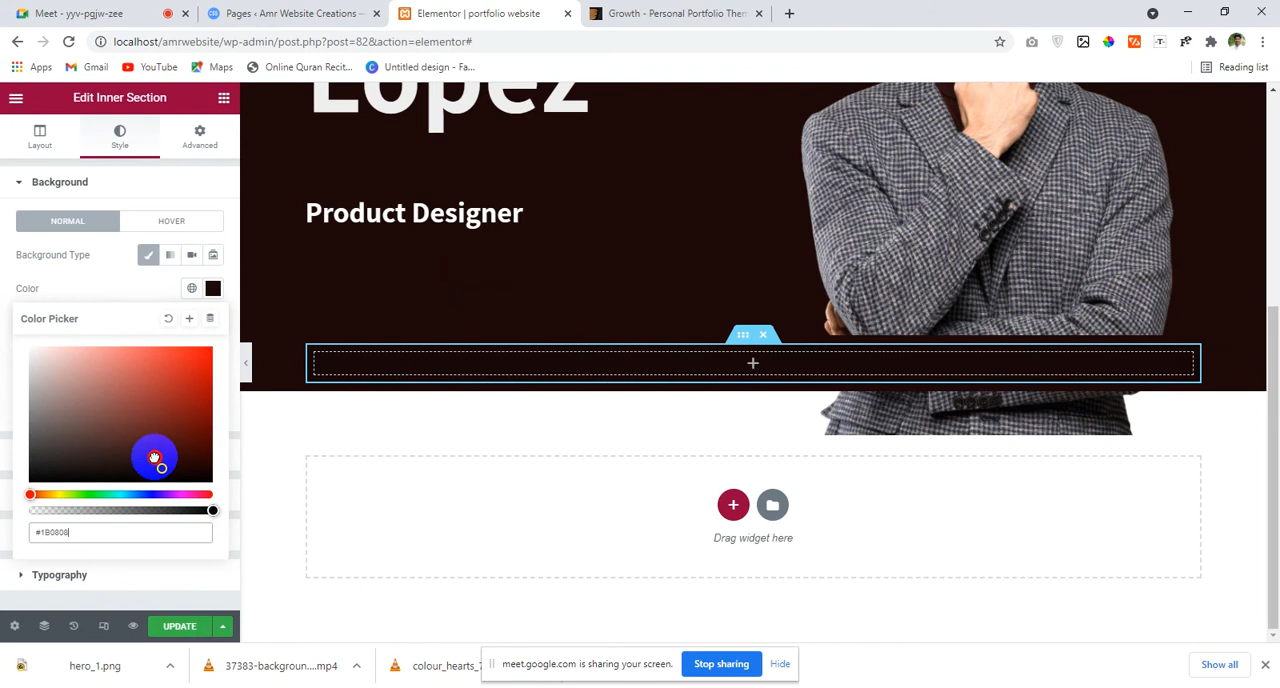 Meet - yyv-pgjw-zee
Pages ‹ Amr Website Creations —
Elementor | portfolio website
Growth - Personal Portfolio Them
localhost/amrwebsite/wp-admin/post.php?post=82&action=elementor#
Apps
Gmail
YouTube
Maps
Online Quran Recit...
Untitled design - Fa...
Reading list
Edit Inner Section
Lopez
Layout
Style
Advanced
Background
NORMAL
HOVER
Product Designer
Background Type
Color
Color Picker
#1B0808
Drag widget here
Typography
UPDATE
hero_1.png
37383-backgroun....mp4
colour_hearts_
meet.google.com is sharing your screen.
Stop sharing
Hide
Show all